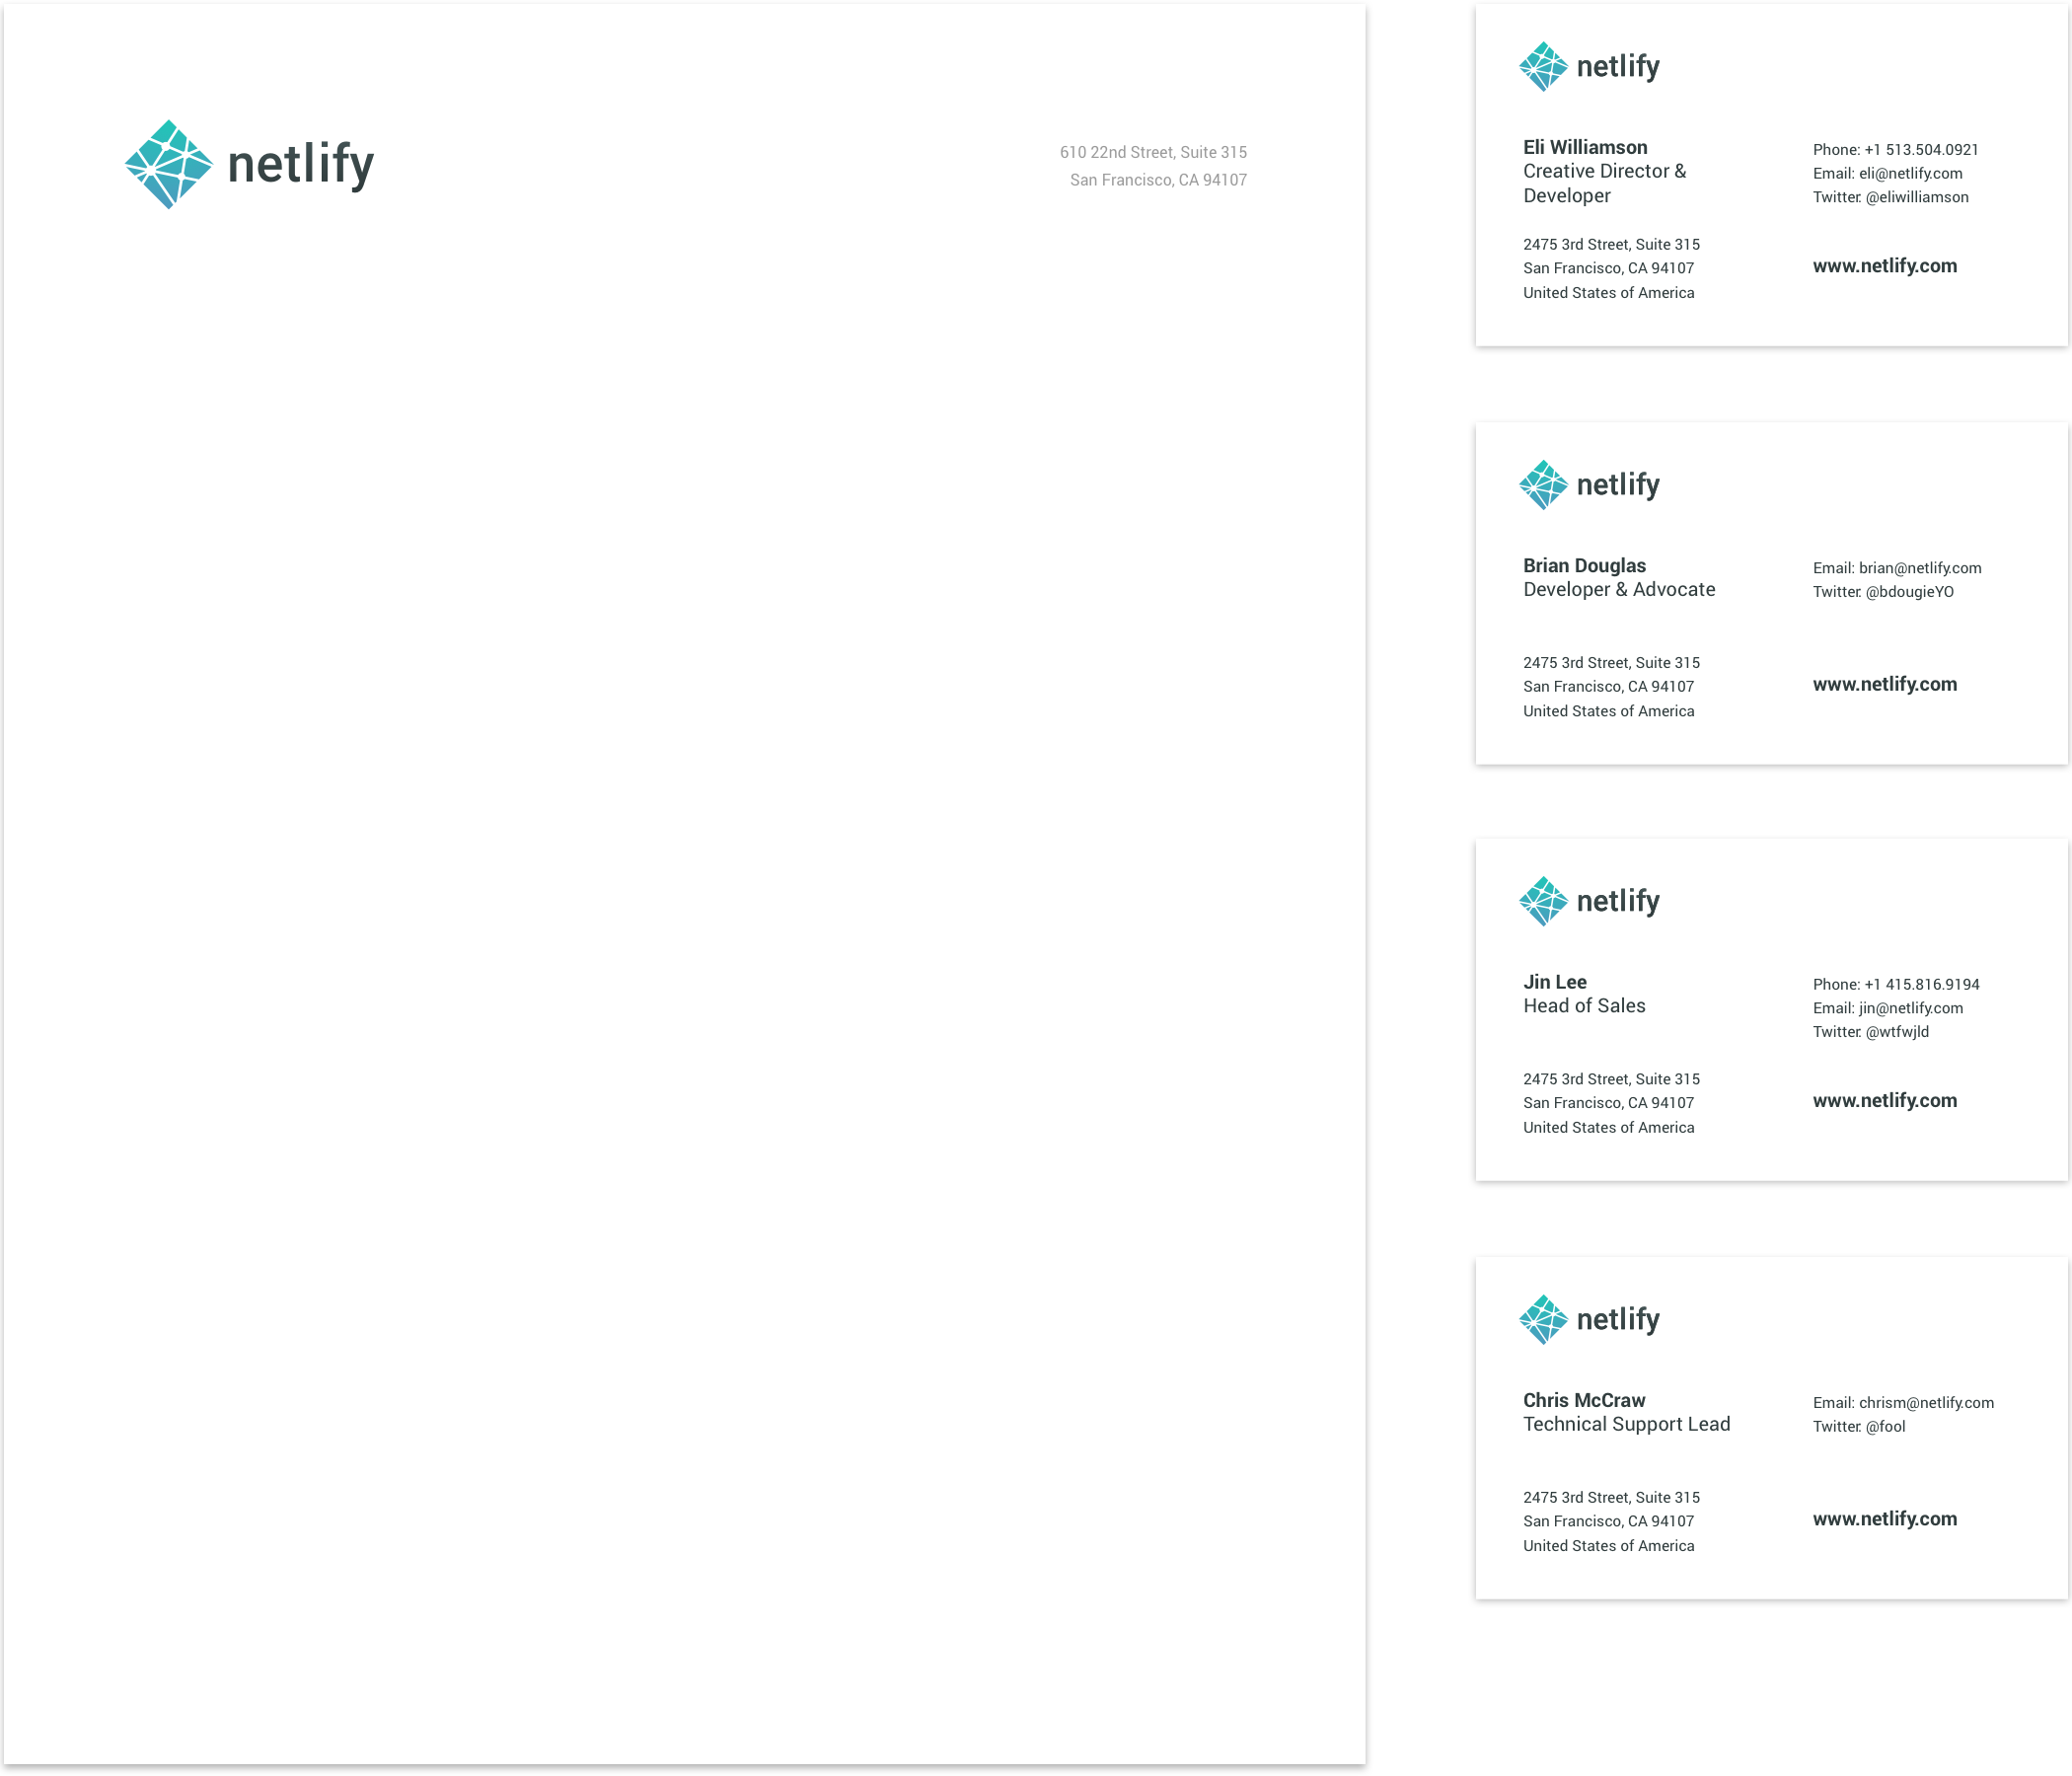 netlify
610 22nd Street, Suite 315
San Francisco, CA 94107
netlify
Eli Williamson
Creative Director &
Developer
Phone: +1 513.504.0921
Email: eli@netlify.com
Twitter: @eliwilliamson
2475 3rd Street, Suite 315
San Francisco, CA 94107
United States of America
www.netlify.com
netlify
Brian Douglas
Developer & Advocate
Email: brian@netlify.com
Twitter: @bdougieYO
2475 3rd Street, Suite 315
San Francisco, CA 94107
United States of America
www.netlify.com
netlify
Jin Lee
Head of Sales
Phone: +1 415.816.9194
Email: jin@netlify.com
Twitter: @wtfwjld
2475 3rd Street, Suite 315
San Francisco, CA 94107
United States of America
www.netlify.com
netlify
Chris McCraw
Technical Support Lead
Email: chrism@netlify.com
Twitter: @fool
2475 3rd Street, Suite 315
San Francisco, CA 94107
United States of America
www.netlify.com